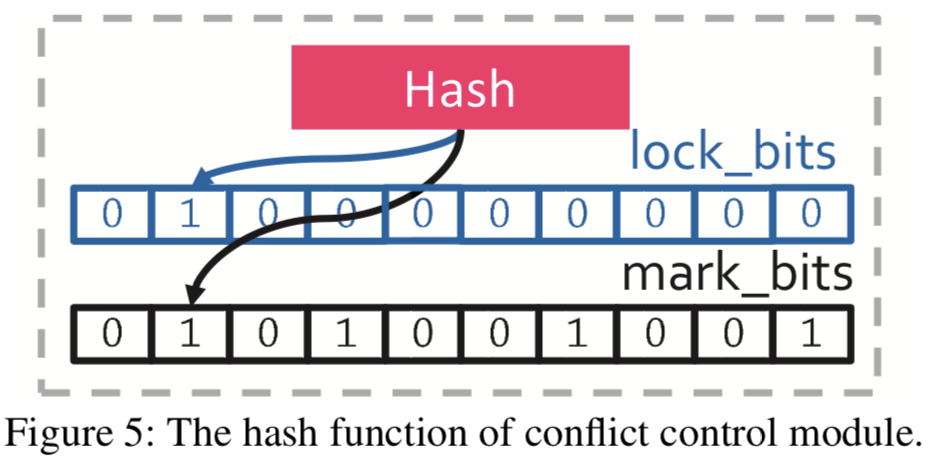 Hash
lock_bits
0 1 0 0 0 0 0 0 0 0
mark_bits
0 1 0 1 0 0 1 0 0 1
Figure 5: The hash function of conflict control module.